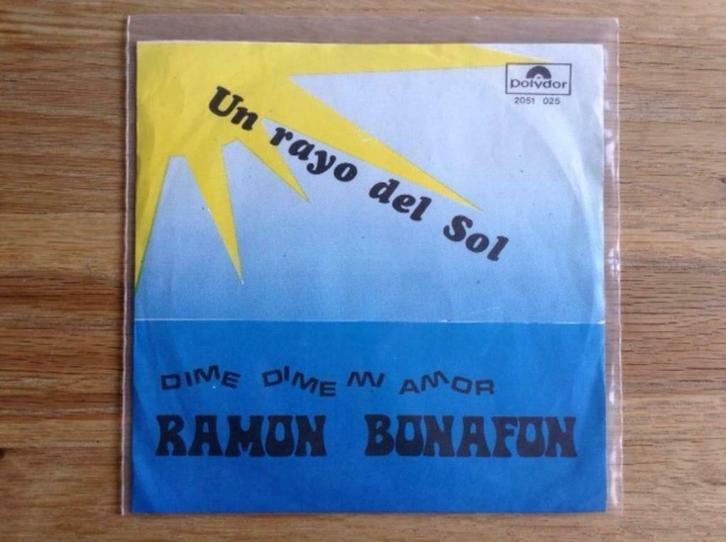 polydor
2051 025
Un rayo del Sol
DIME DIME MI AMOR
RAMON BONAFON